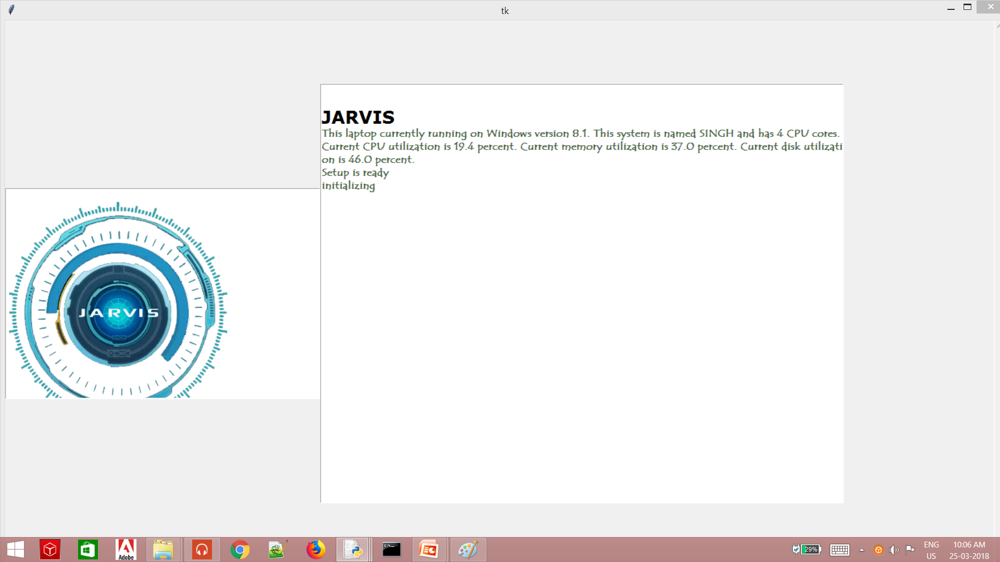 tk
JARVIS
This laptop currently running on Windows version 8.1. This system is named SINGH and has 4 CPU cores.
Current CPU utilization is 19.4 percent. Current memory utilization is 37.0 percent. Current disk utilizati
on is 46.0 percent.
Setup is ready
initializing
JARVIS
Adobe
C:\_
29%
ENG
US
10:06 AM
25-03-2018